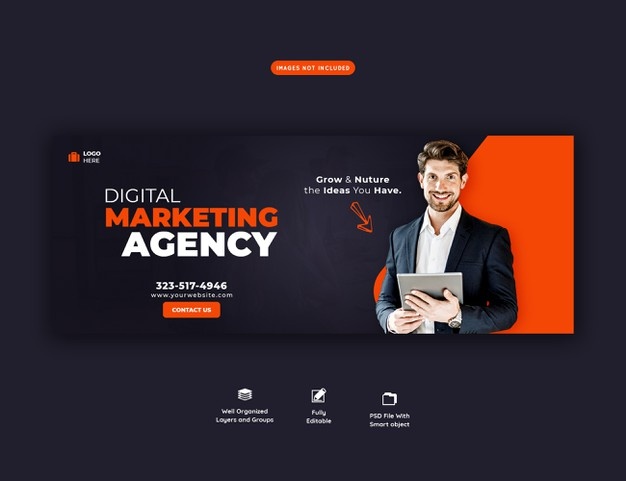 IMAGES NOT INCLUDED
LOGO
HERE
Grow & Nuture
the Ideas You Have.
DIGITAL
MARKETING
AGENCY
323-517-4946
www.yourwebsite.com
CONTACT US
Well Organized
Layers and Groups
Fully
Editable
PSD File With
Smart object